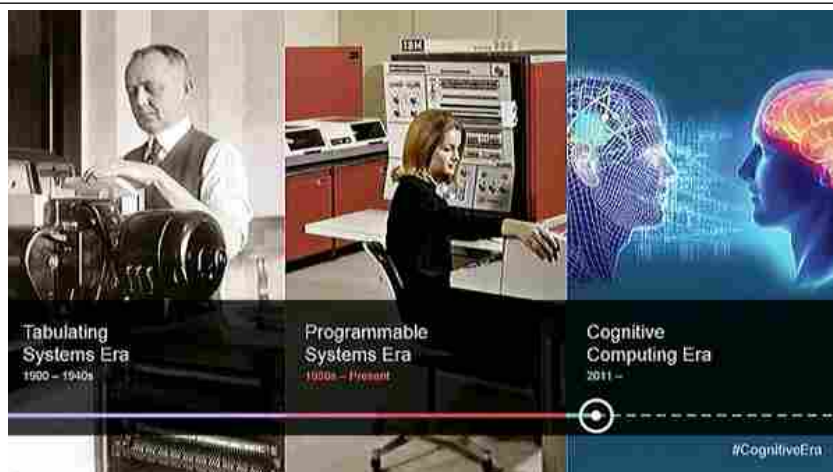 IBM
Tabulating
Systems Era
1900 – 1940s
Programmable
Systems Era
1950s – Present
Cognitive
Computing Era
2011 –
#CognitiveEra